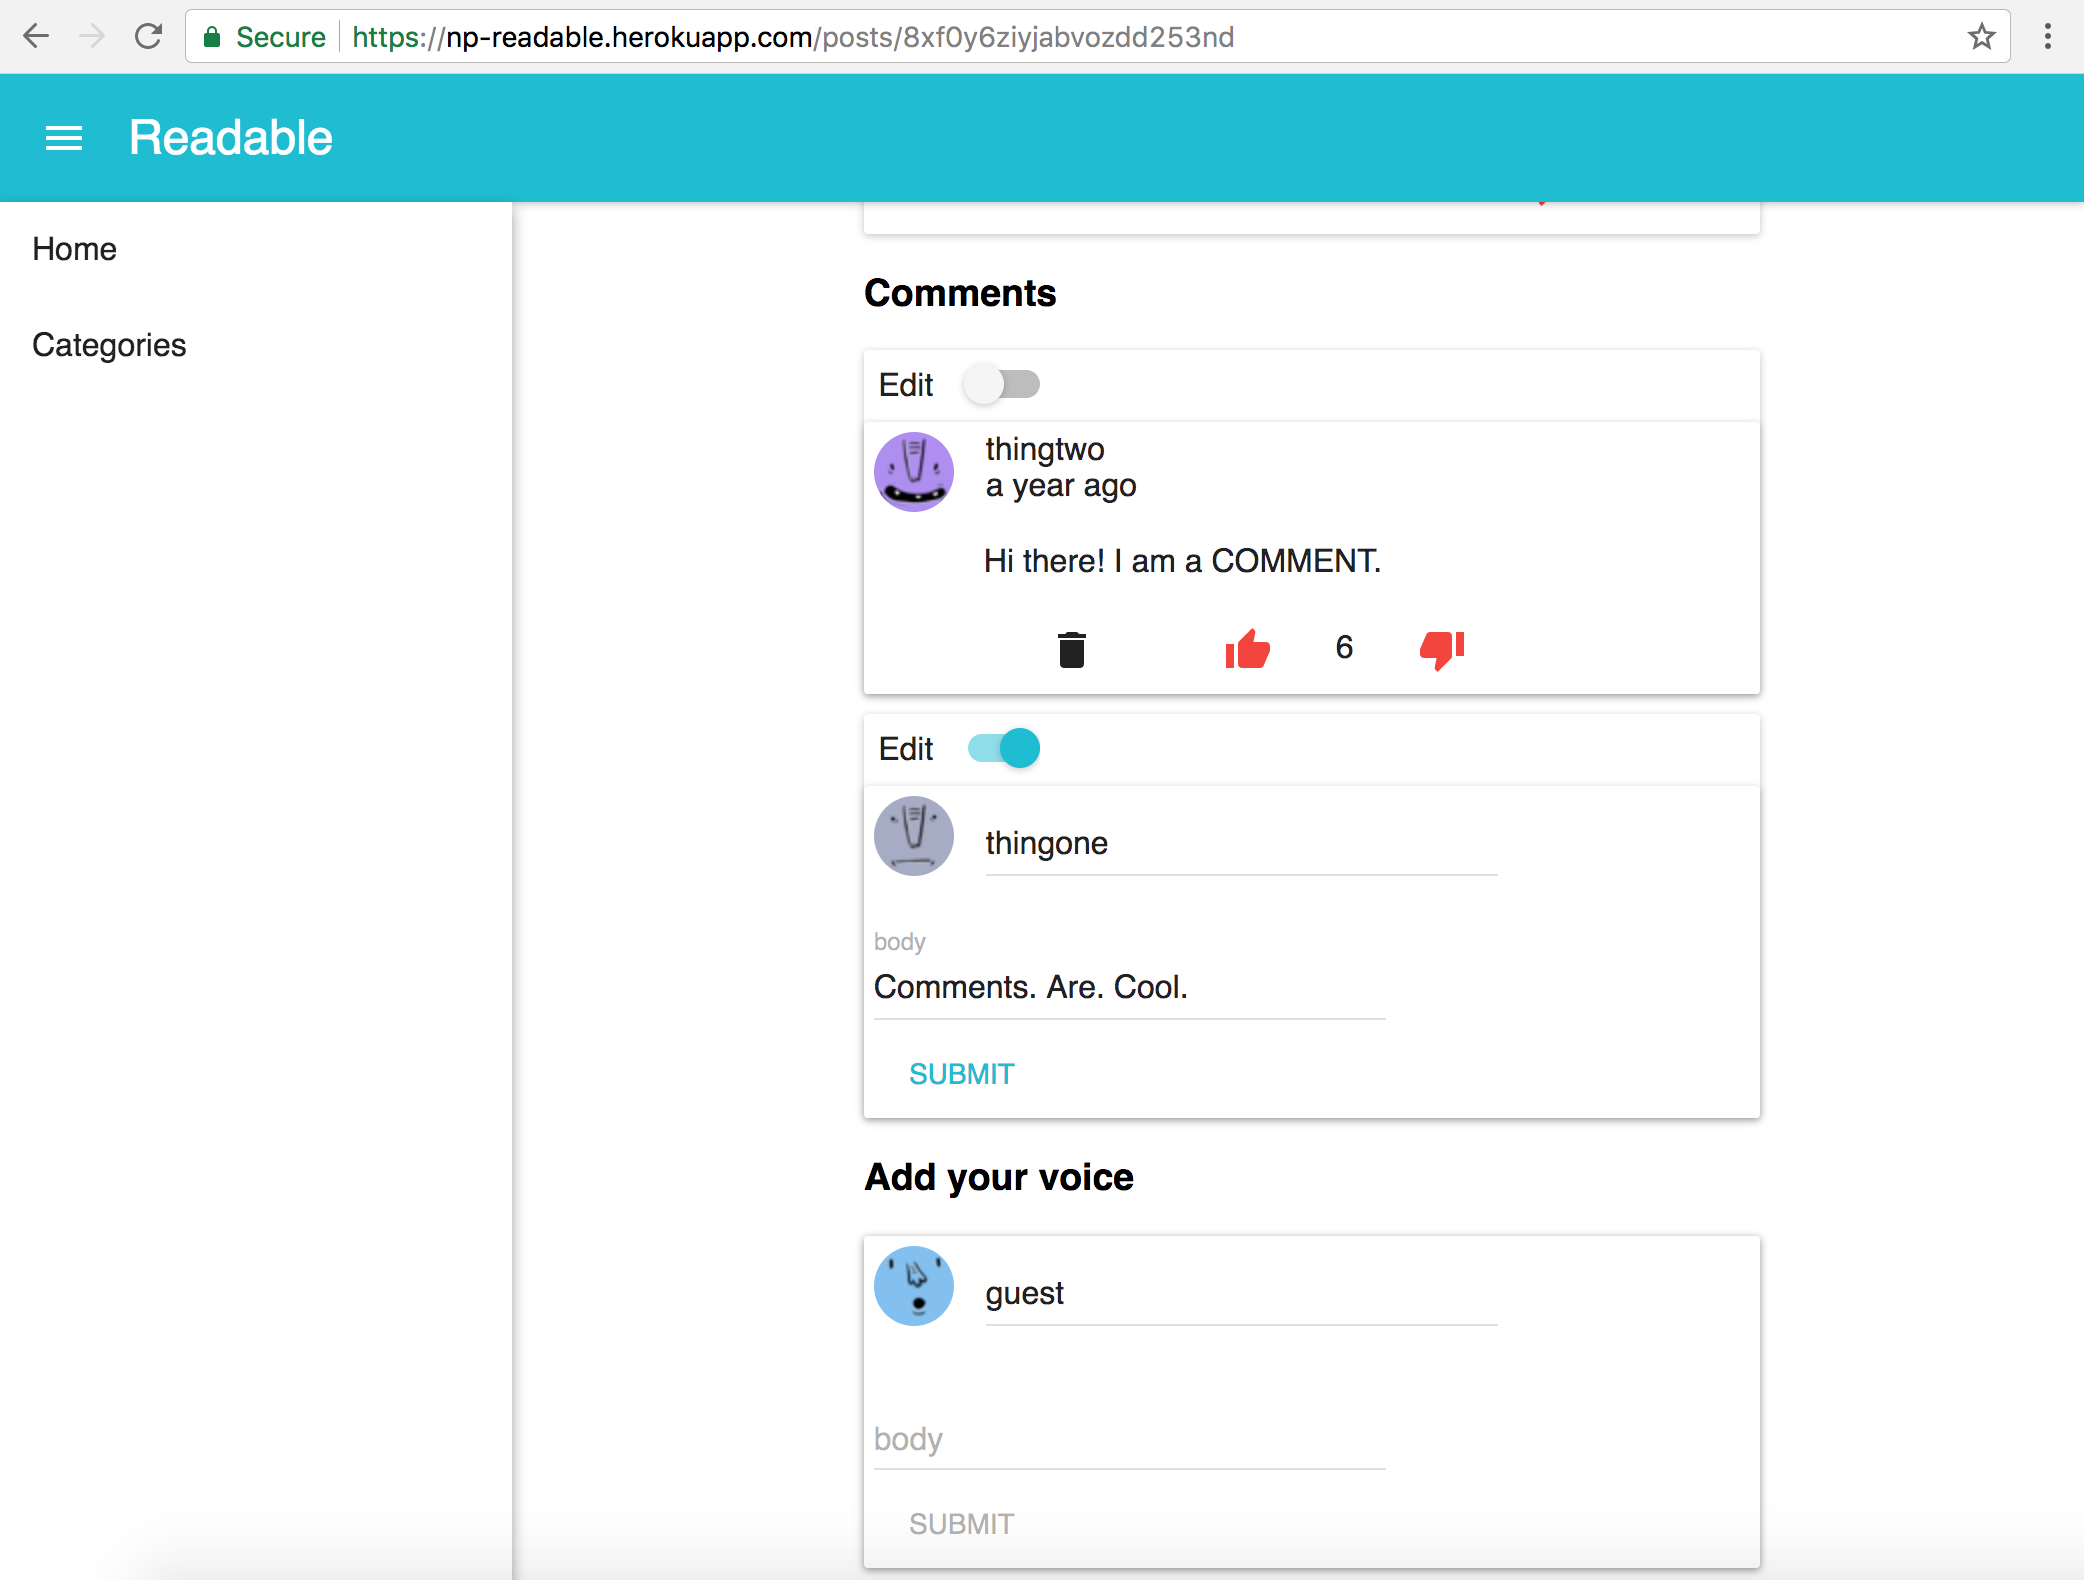 Secure https://np-readable.herokuapp.com/posts/8xf0y6ziyjabvozdd253nd
Readable
Home
Categories
Comments
Edit
thingtwo
a year ago
Hi there! I am a COMMENT.
6
Edit
thingone
body
Comments. Are. Cool.
SUBMIT
Add your voice
guest
body
SUBMIT